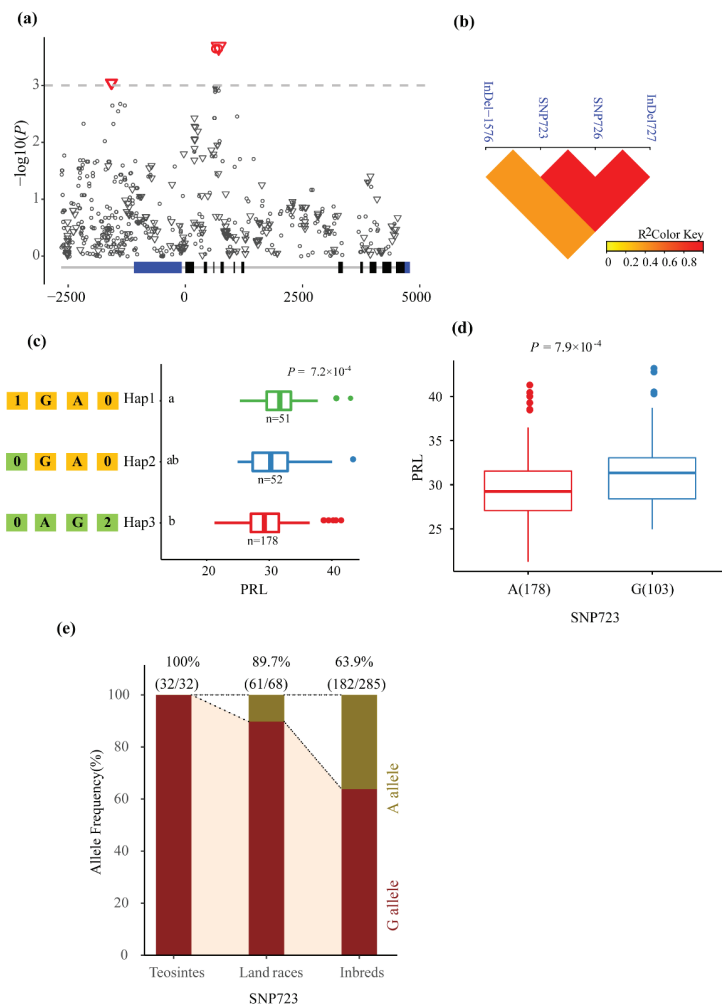 (a)
−log10(P)
3
2
1
0
−2500
0
2500
5000
(b)
InDel−1576
SNP723
SNP726
InDel727
R²Color Key
0 0.2 0.4 0.6 0.8
(c)
P = 7.2×10⁻⁴
1 G A 0 Hap1 a
n=51
0 G A 0 Hap2 ab
n=52
0 A G 2 Hap3 b
n=178
20 30 40
PRL
(d)
P = 7.9×10⁻⁴
PRL
40
35
30
25
A(178) G(103)
SNP723
(e)
100% 89.7% 63.9%
(32/32) (61/68) (182/285)
Allele Frequency(%)
100
80
60
40
20
0
A allele
G allele
Teosintes Land races Inbreds
SNP723